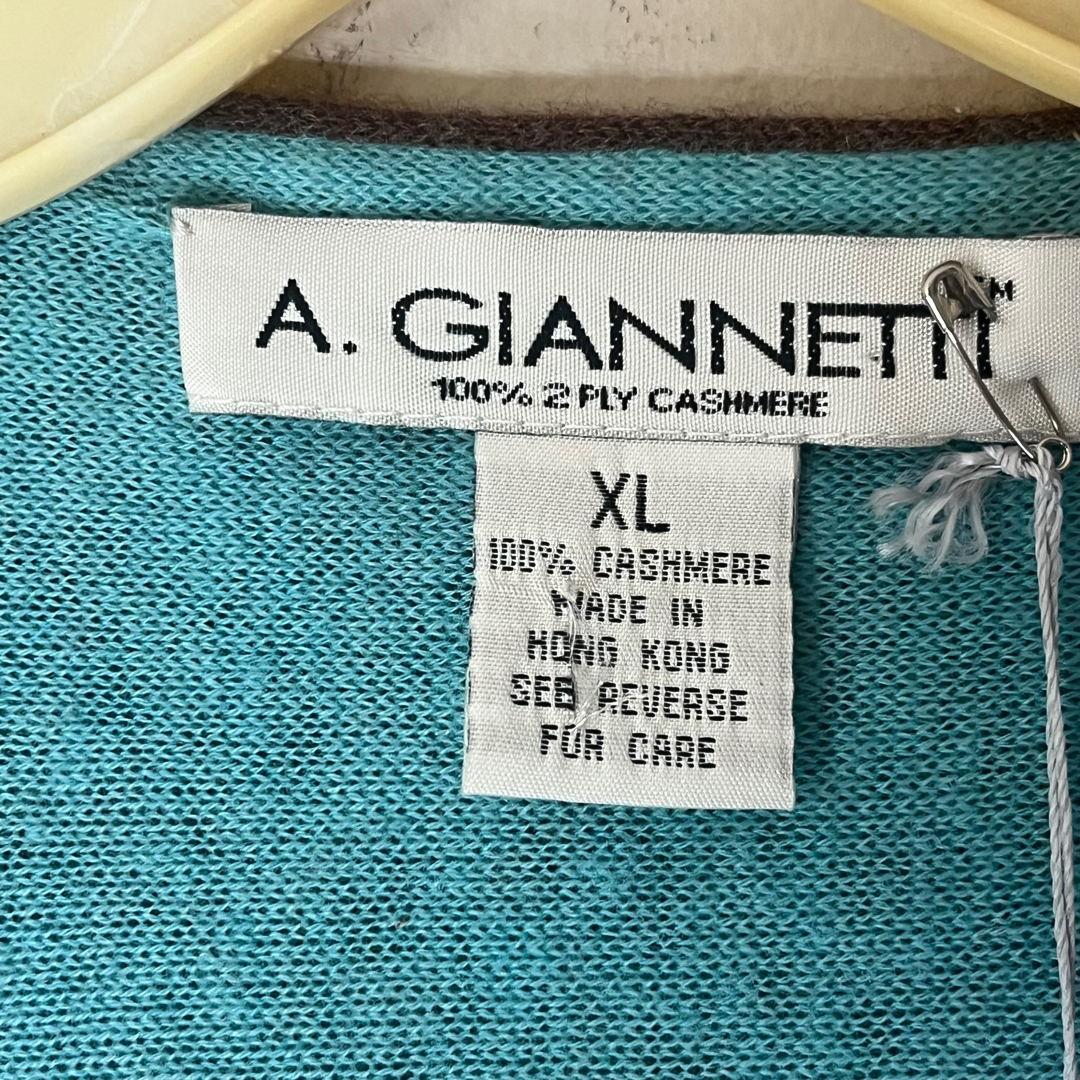 A. GIANNETTI™
100% 2 PLY CASHMERE
XL
100% CASHMERE
MADE IN
HONG KONG
SEE REVERSE
FOR CARE